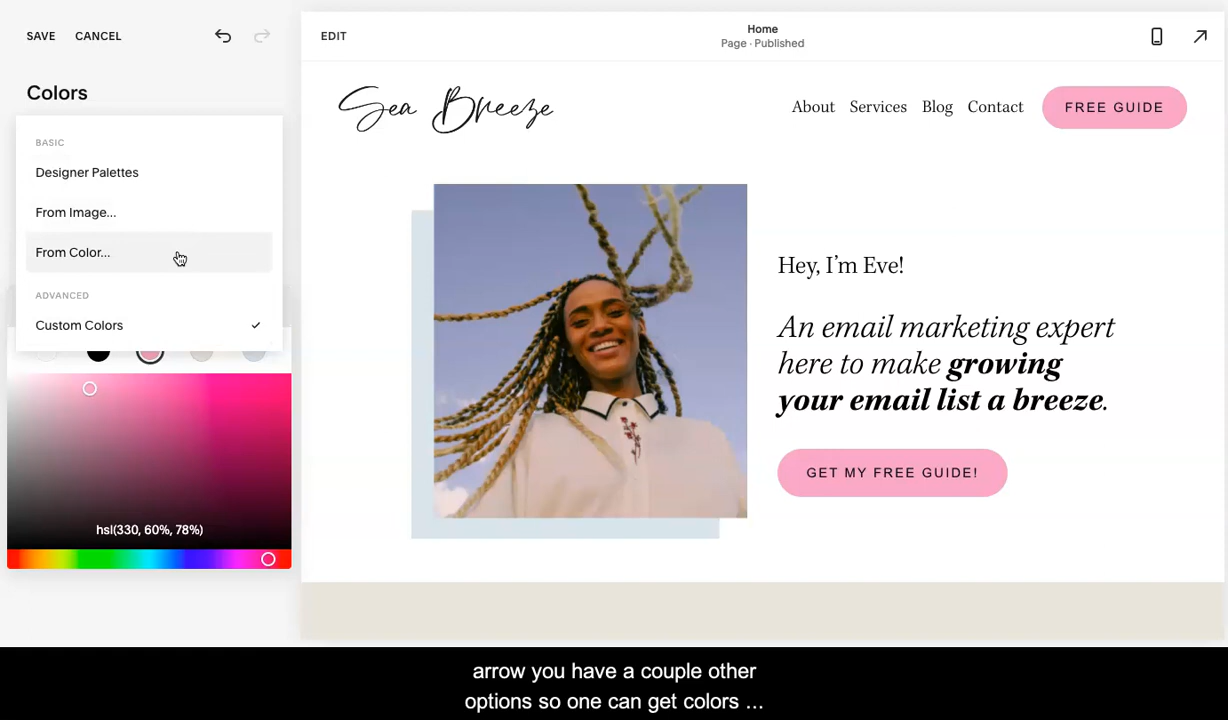 SAVE CANCEL
Colors
BASIC
Designer Palettes
From Image...
From Color...
ADVANCED
Custom Colors
hsl(330, 60%, 78%)
EDIT
Home
Page · Published
Sea Breeze
About Services Blog Contact FREE GUIDE
Hey, I’m Eve!
An email marketing expert
here to make growing
your email list a breeze.
GET MY FREE GUIDE!
arrow you have a couple other
options so one can get colors ...